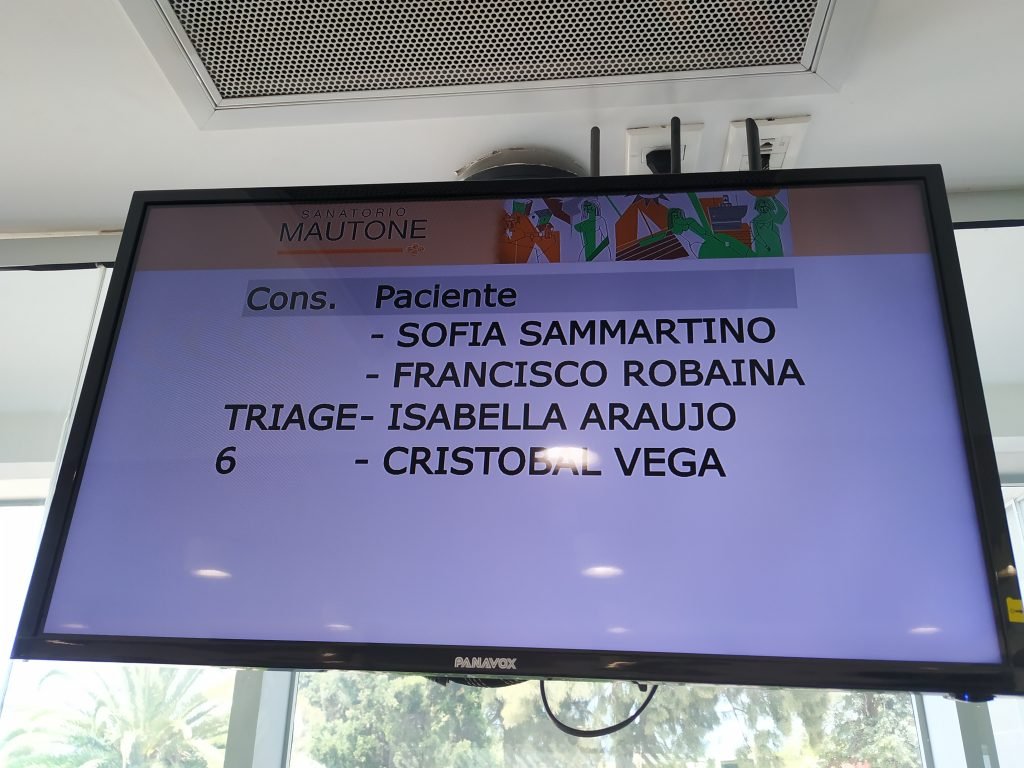 SANATORIO
MAUTONE
Cons. Paciente
- SOFIA SAMMARTINO
- FRANCISCO ROBAINA
TRIAGE- ISABELLA ARAUJO
6 - CRISTOBAL VEGA
PANAVOX